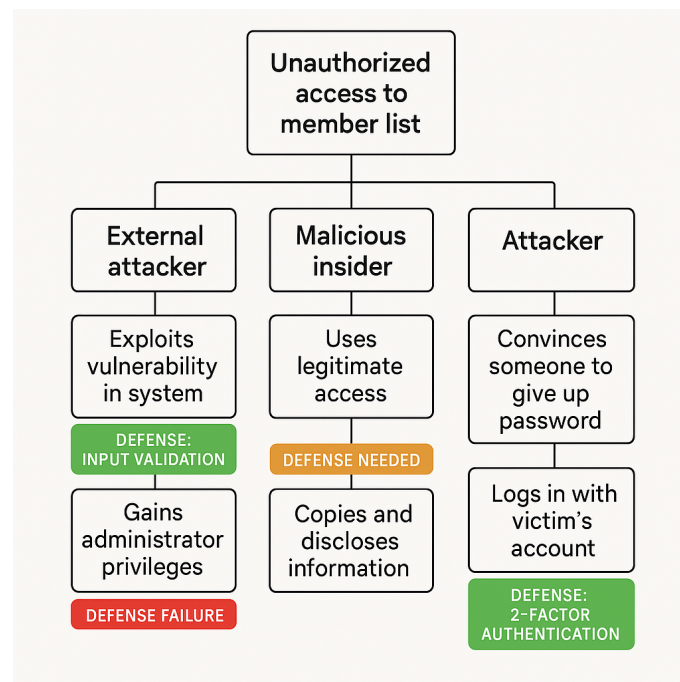 Unauthorized
access to
member list
External
attacker
Malicious
insider
Attacker
Exploits
vulnerability
in system
Uses
legitimate
access
Convinces
someone to
give up
password
DEFENSE:
INPUT VALIDATION
DEFENSE NEEDED
Gains
administrator
privileges
Copies and
discloses
information
Logs in with
victim's
account
DEFENSE FAILURE
DEFENSE:
2-FACTOR
AUTHENTICATION